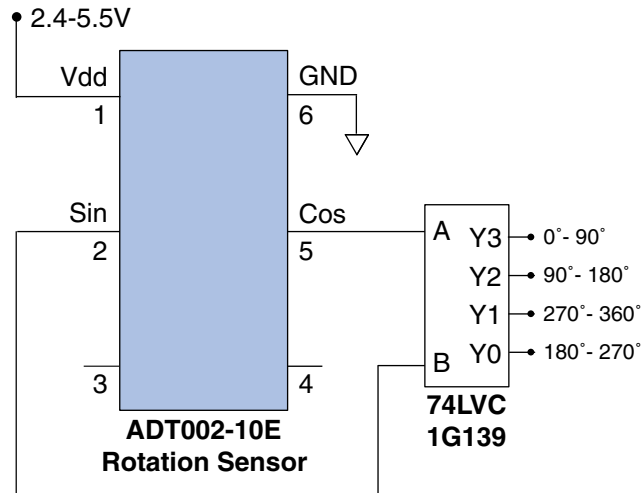 2.4-5.5V
Vdd
1
GND
6
Sin
2
Cos
5
3
4
A
B
Y3
0˚- 90˚
Y2
90˚- 180˚
Y1
270˚- 360˚
Y0
180˚- 270˚
ADT002-10E
Rotation Sensor
74LVC
1G139